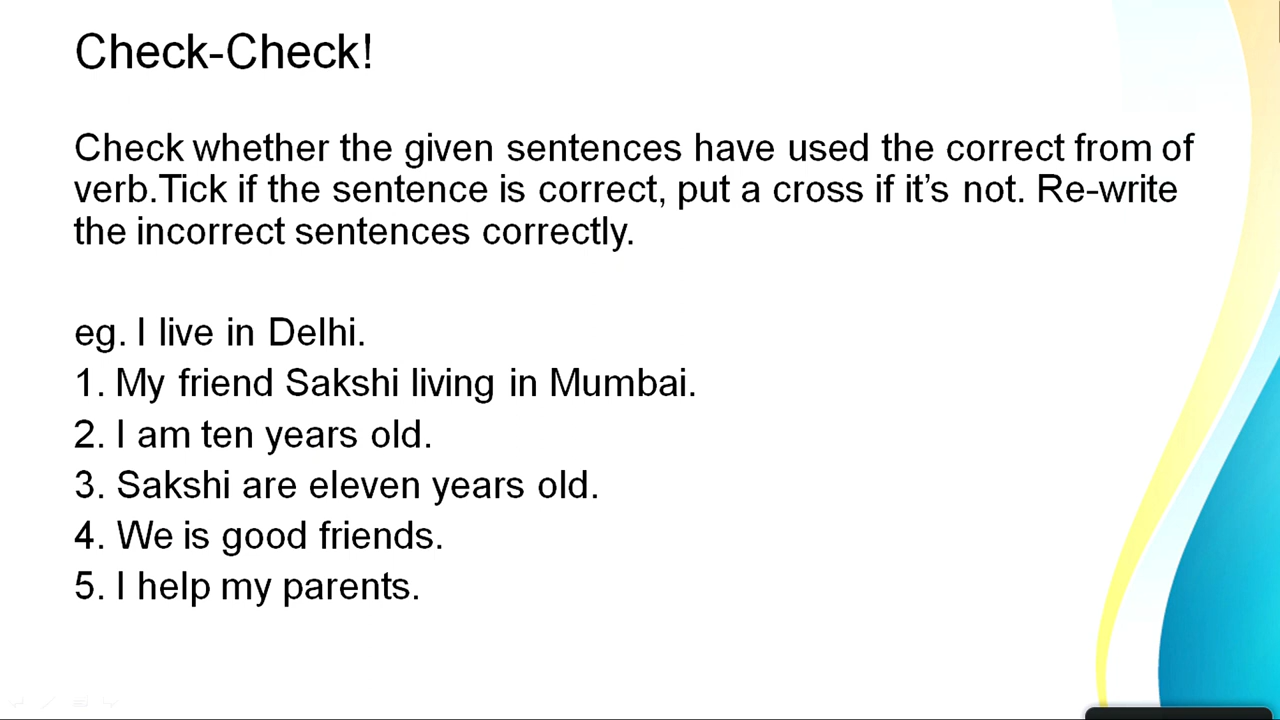 Check-Check!
Check whether the given sentences have used the correct from of
verb.Tick if the sentence is correct, put a cross if it’s not. Re-write
the incorrect sentences correctly.
eg. I live in Delhi.
1. My friend Sakshi living in Mumbai.
2. I am ten years old.
3. Sakshi are eleven years old.
4. We is good friends.
5. I help my parents.